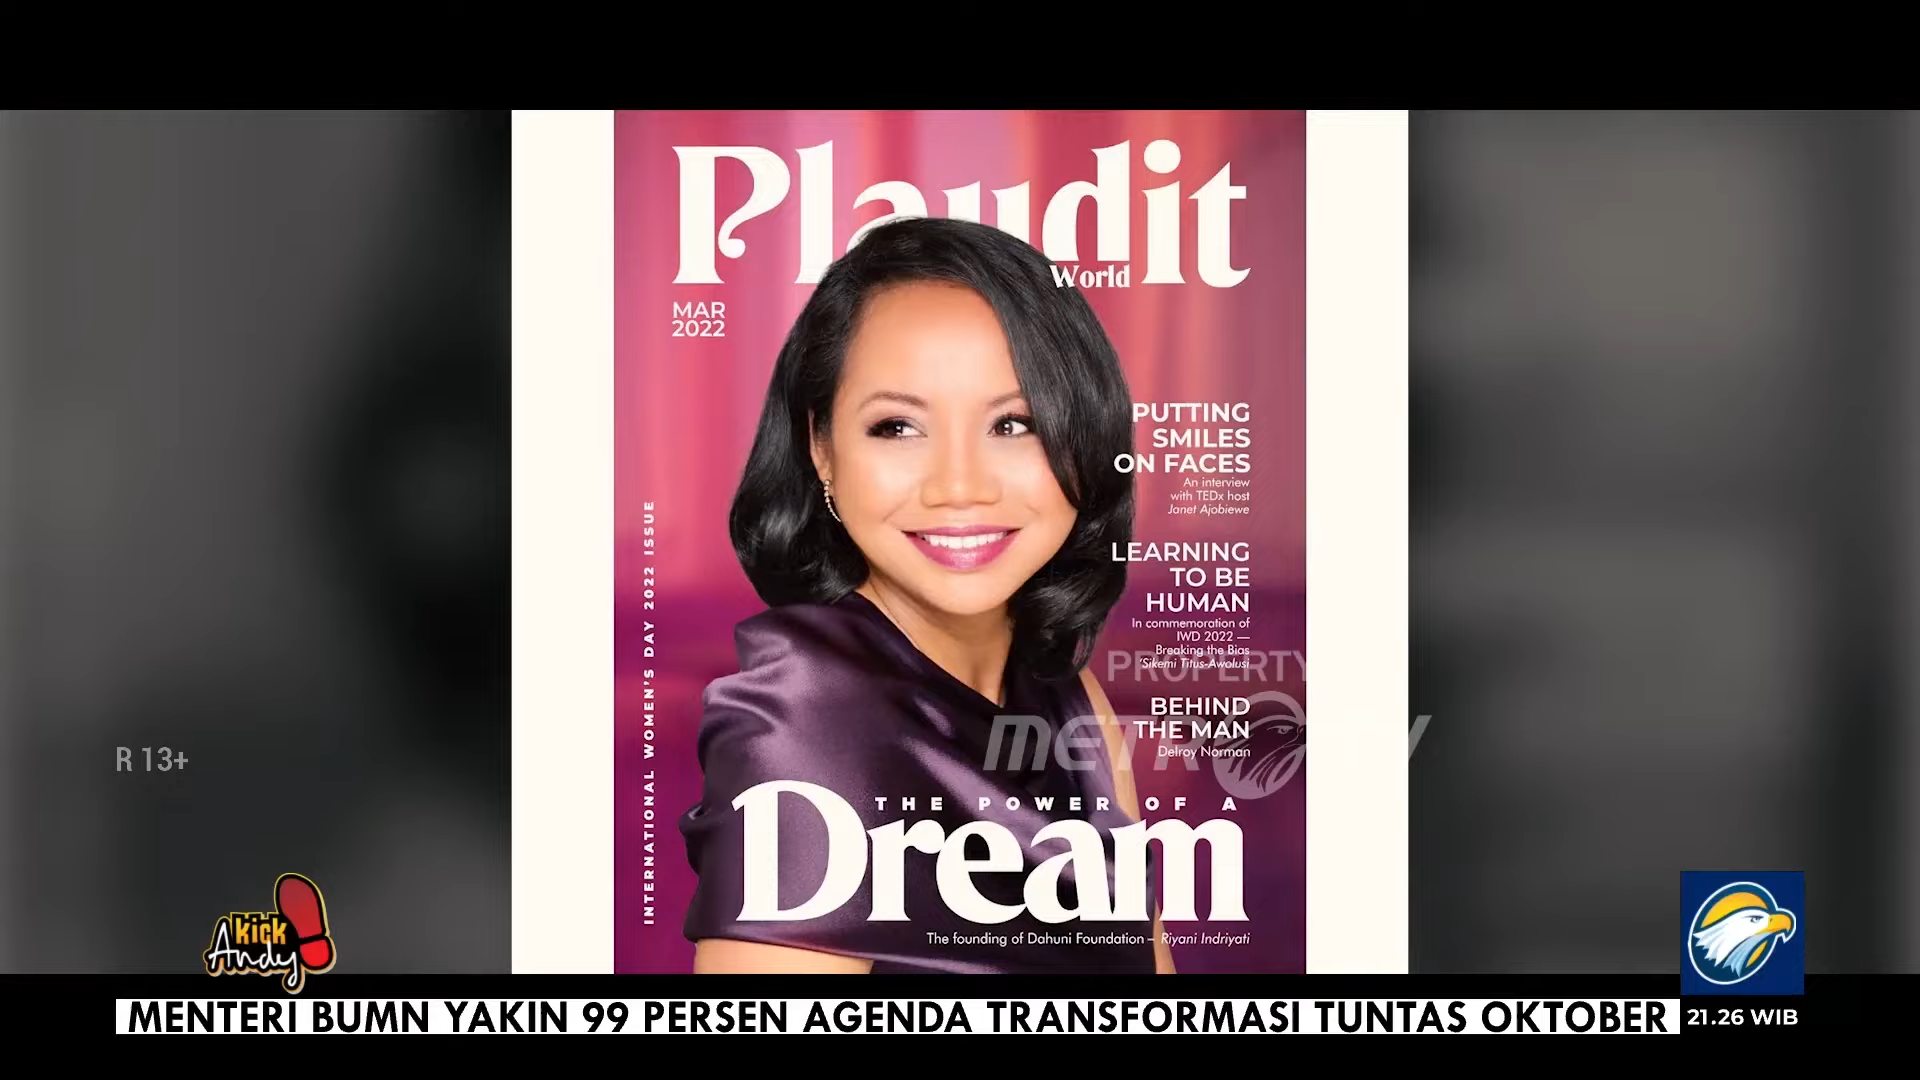 Plaudit
World
MAR
2022
PUTTING
SMILES
ON FACES
An interview
with TEDx host
Janet Ajobiewe
LEARNING
TO BE
HUMAN
In commemoration of
IWD 2022 —
Breaking the Bias
'Sikemi Titus-Awolusi
PROPERTY
METRO TV
BEHIND
THE MAN
Delroy Norman
INTERNATIONAL WOMEN'S DAY 2022 ISSUE
THE POWER OF A
Dream
The founding of Dahuni Foundation – Riyani Indriyati
R 13+
kick
Andy
MENTERI BUMN YAKIN 99 PERSEN AGENDA TRANSFORMASI TUNTAS OKTOBER
21.26 WIB